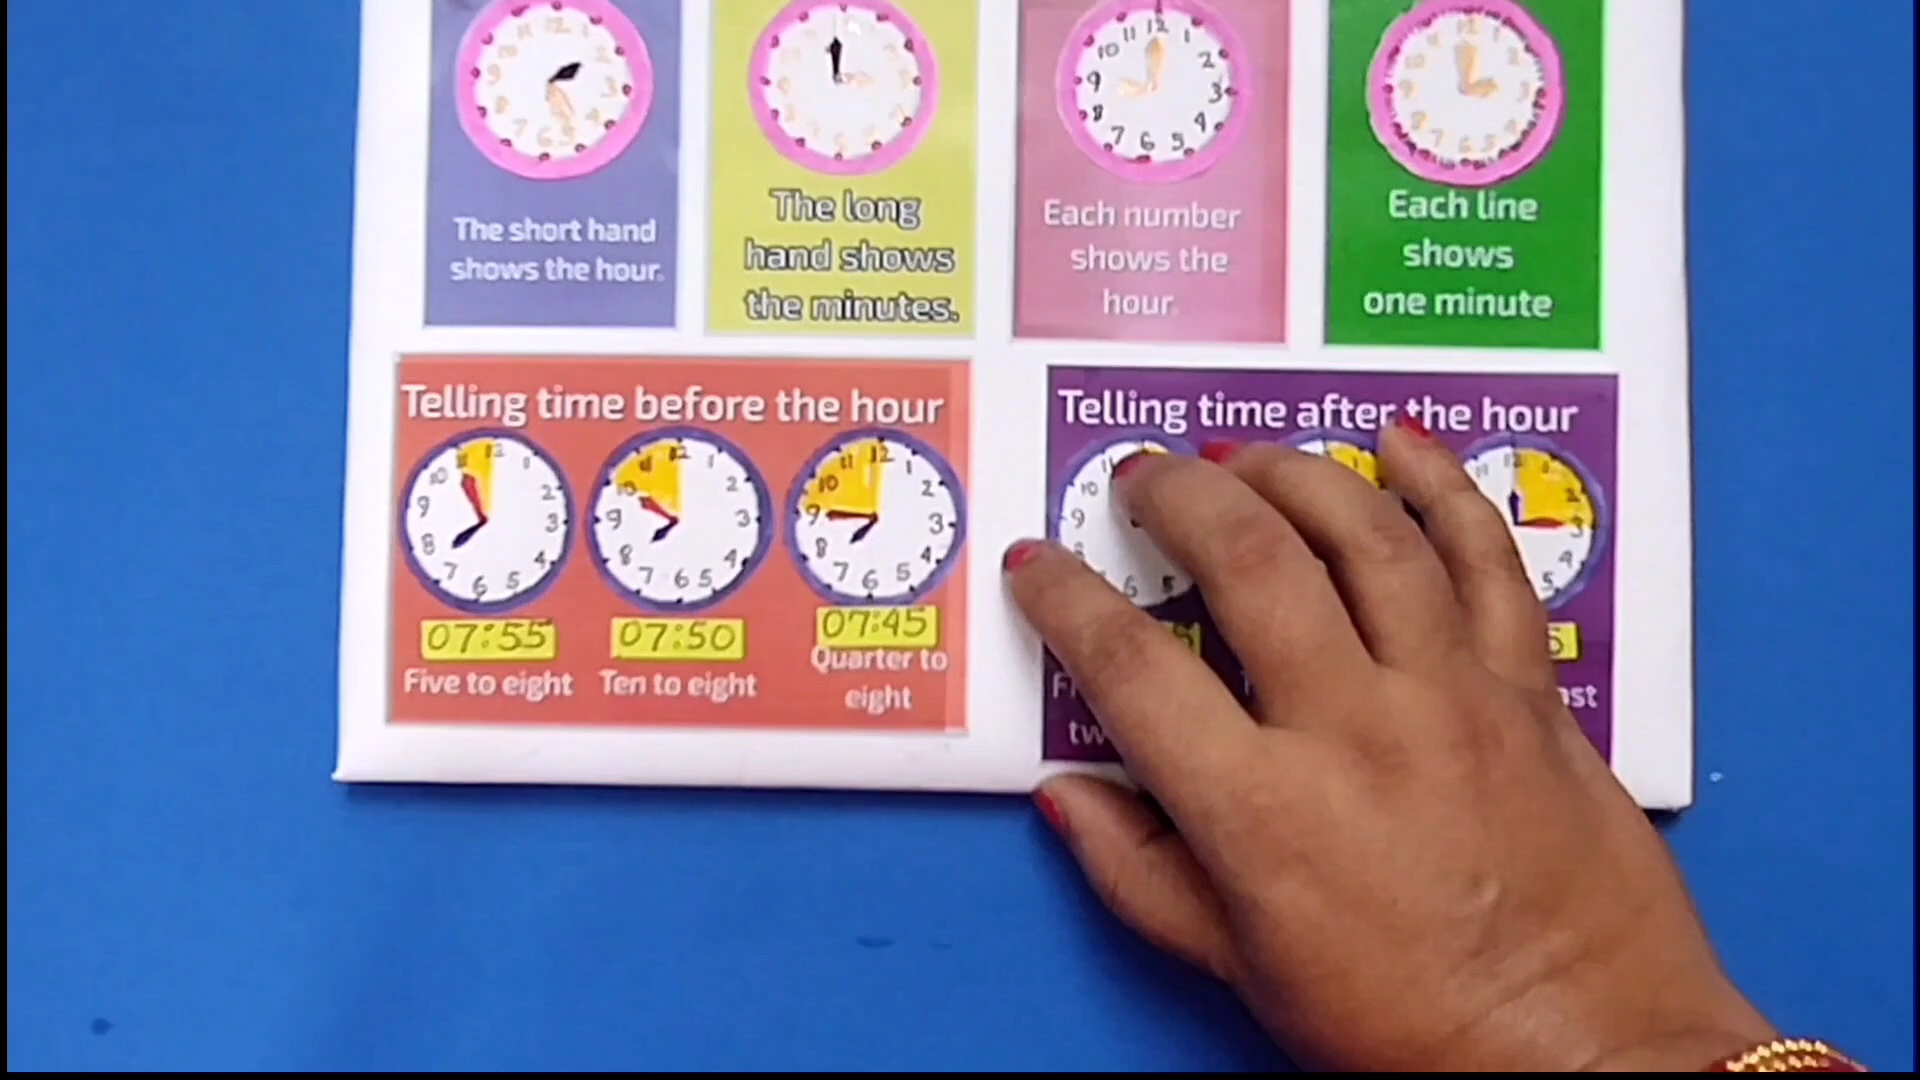 The short hand
shows the hour.
The long
hand shows
the minutes.
Each number
shows the
hour.
Each line
shows
one minute
Telling time before the hour
07:55
Five to eight
07:50
Ten to eight
07:45
Quarter to
eight
Telling time after the hour